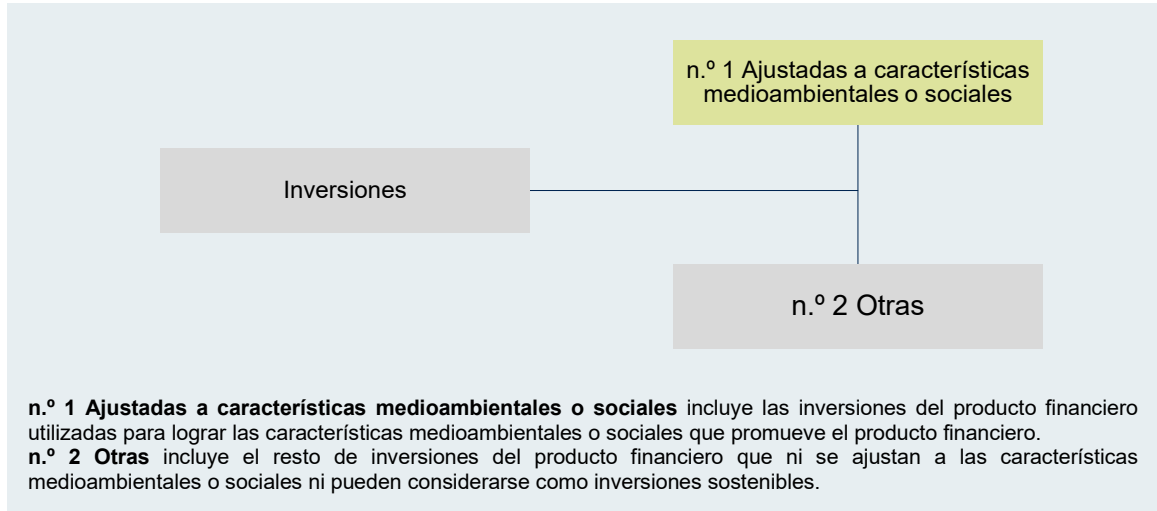 n.º 1 Ajustadas a características
medioambientales o sociales
Inversiones
n.º 2 Otras
n.º 1 Ajustadas a características medioambientales o sociales incluye las inversiones del producto financiero
utilizadas para lograr las características medioambientales o sociales que promueve el producto financiero.
n.º 2 Otras incluye el resto de inversiones del producto financiero que ni se ajustan a las características
medioambientales o sociales ni pueden considerarse como inversiones sostenibles.